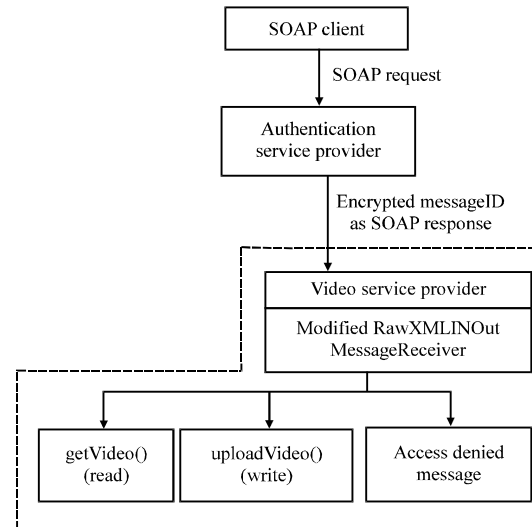 SOAP client
SOAP request
Authentication
service provider
Encrypted messageID
as SOAP response
Video service provider
Modified RawXMLINOut
MessageReceiver
getVideo()
(read)
uploadVideo()
(write)
Access denied
message